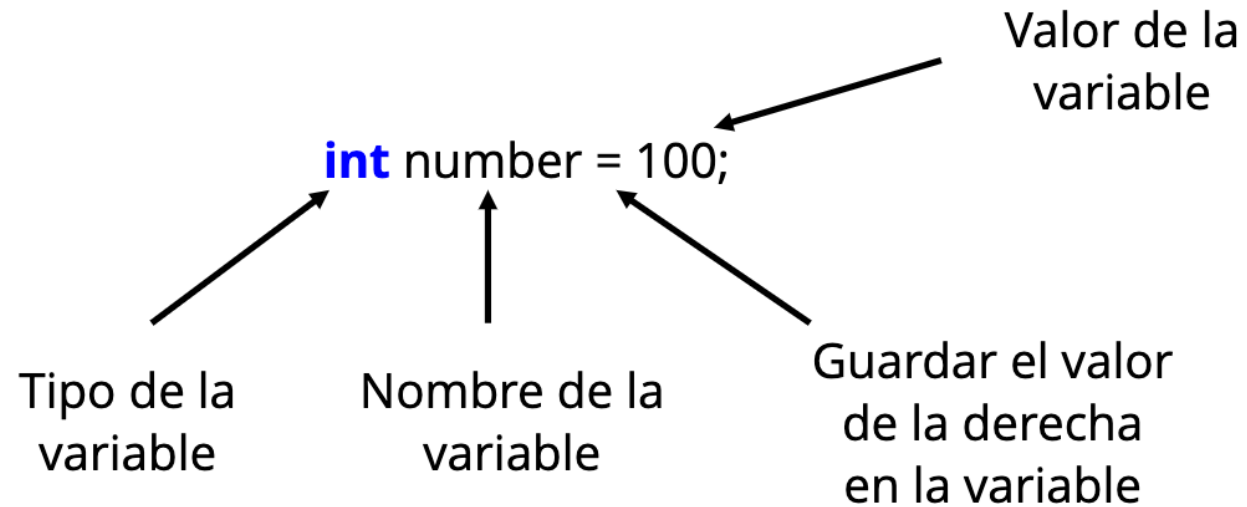 Valor de la
variable
int number = 100;
Tipo de la
variable
Nombre de la
variable
Guardar el valor
de la derecha
en la variable